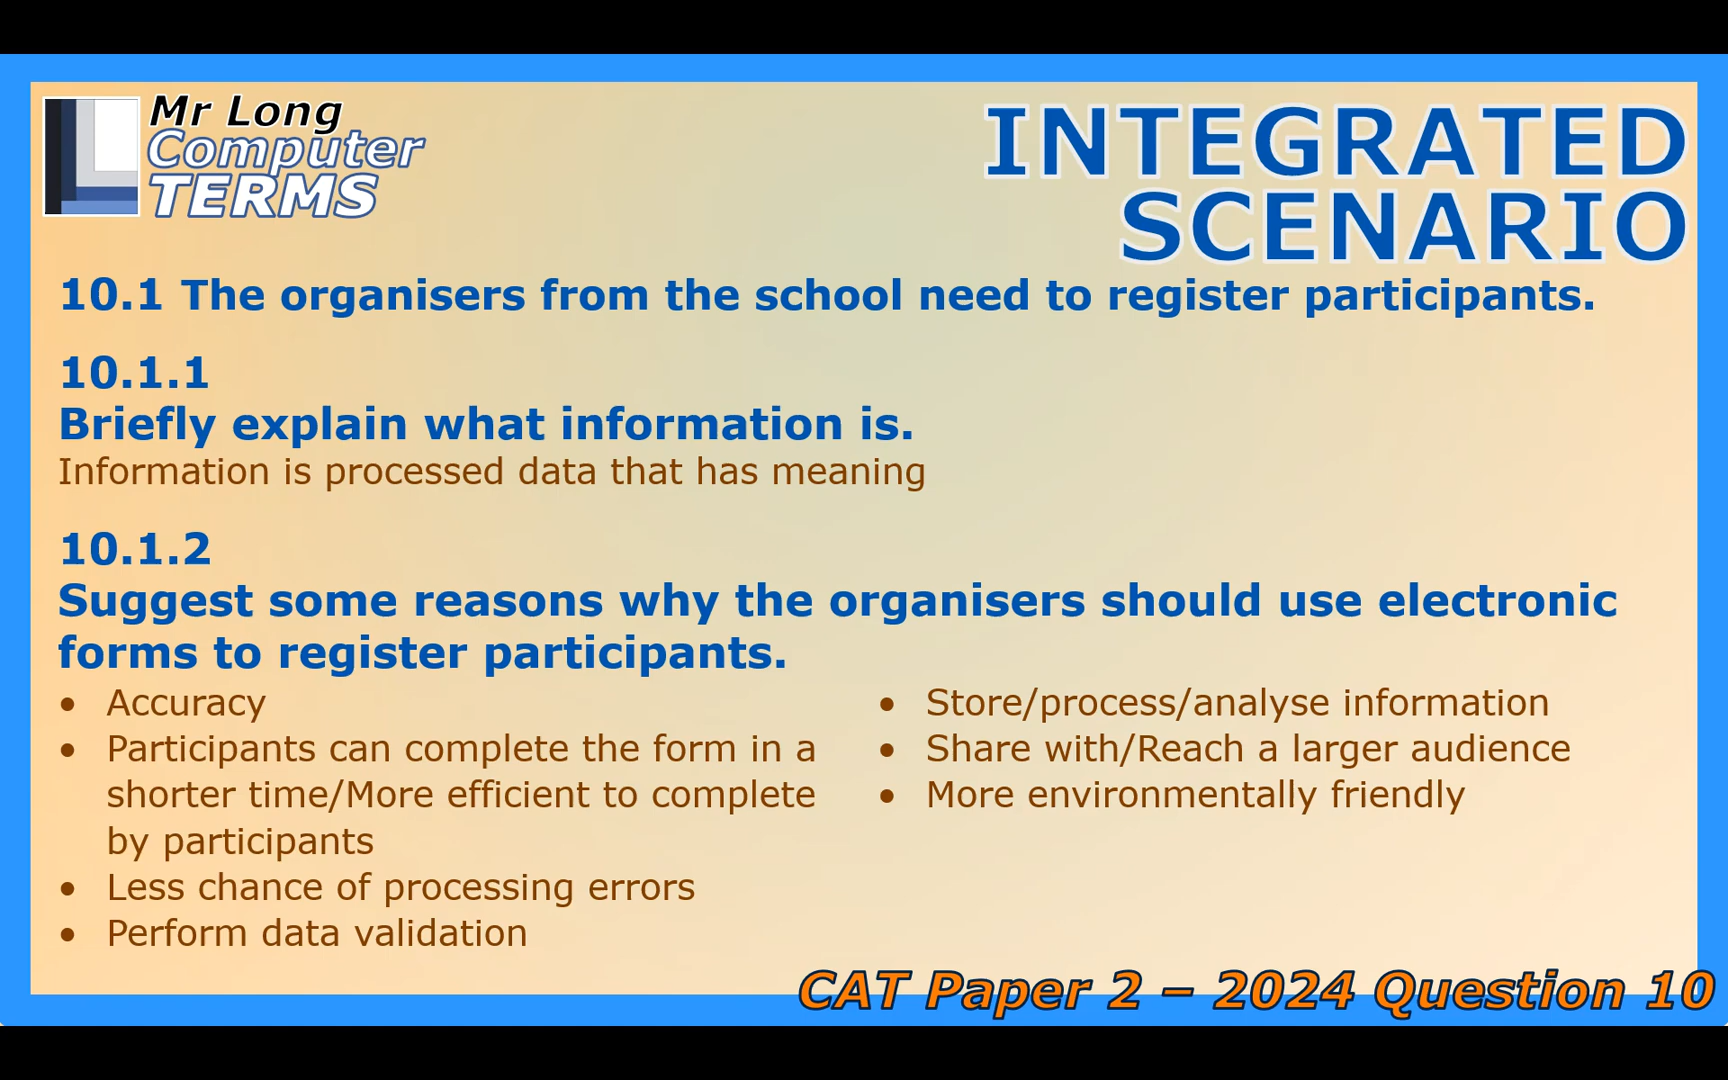 Mr Long
Computer
TERMS
INTEGRATED
SCENARIO
10.1 The organisers from the school need to register participants.
10.1.1
Briefly explain what information is.
Information is processed data that has meaning
10.1.2
Suggest some reasons why the organisers should use electronic
forms to register participants.
• Accuracy
• Participants can complete the form in a
shorter time/More efficient to complete
by participants
• Less chance of processing errors
• Perform data validation
• Store/process/analyse information
• Share with/Reach a larger audience
• More environmentally friendly
CAT Paper 2 – 2024 Question 10